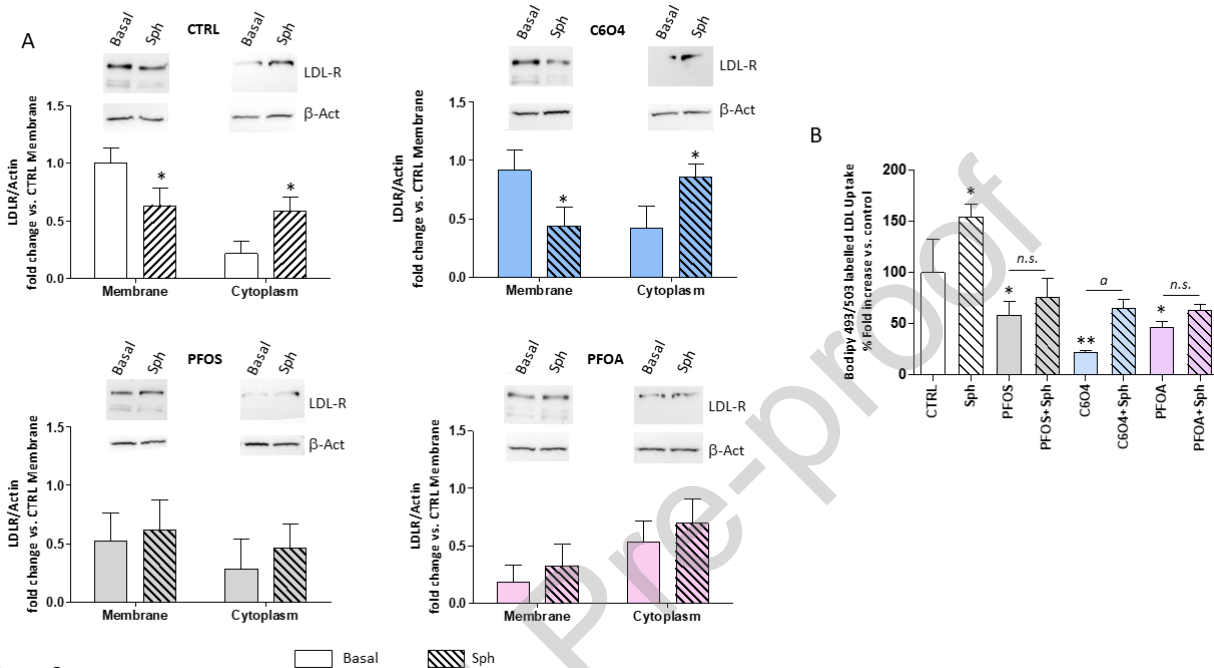 A
Basal Sph CTRL Basal Sph
LDL-R
β-Act
LDLR/Actin
fold change vs. CTRL Membrane
1.5
1.0
0.5
0.0
* *
Membrane Cytoplasm
Basal Sph C6O4 Basal Sph
LDL-R
β-Act
LDLR/Actin
fold change vs. CTRL Membrane
1.5
1.0
0.5
0.0
* *
Membrane Cytoplasm
B
Bodipy 493/503 labelled LDL Uptake
% Fold increase vs. control
200
150
100
50
0
*
*
n.s.
**
a
*
n.s.
CTRL
Sph
PFOS
PFOS+Sph
C6O4
C6O4+Sph
PFOA
PFOA+Sph
Basal Sph PFOS Basal Sph
LDL-R
β-Act
LDLR/Actin
fold change vs. CTRL Membrane
1.5
1.0
0.5
0.0
Membrane Cytoplasm
Basal Sph PFOA Basal Sph
LDL-R
β-Act
LDLR/Actin
fold change vs. CTRL Membrane
1.5
1.0
0.5
0.0
Membrane Cytoplasm
Basal Sph
Pre-proof